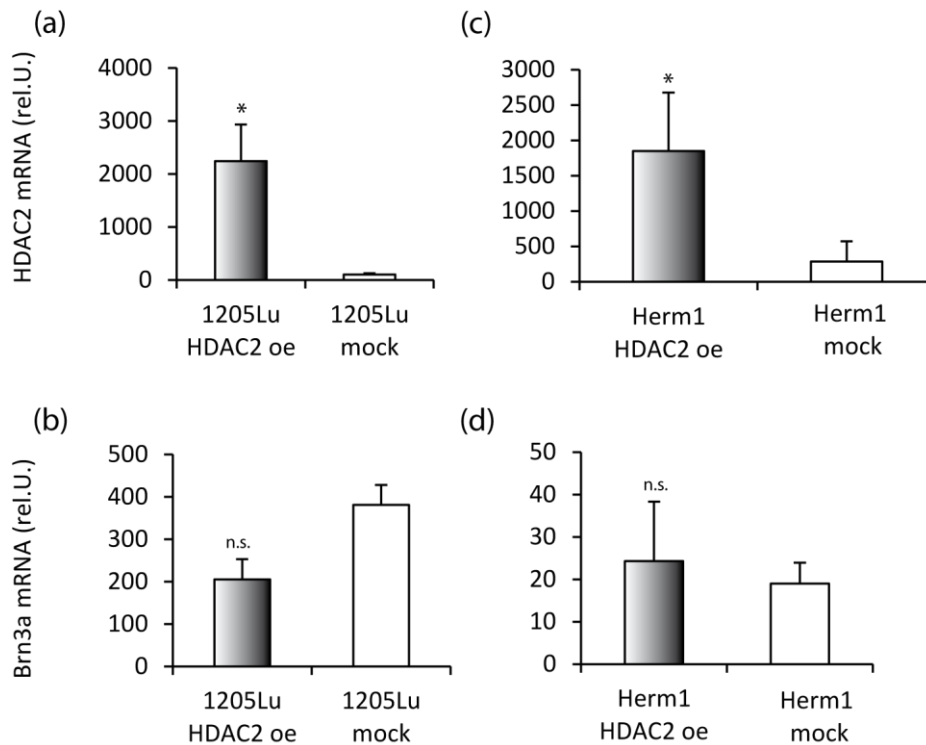 (a)
HDAC2 mRNA (rel.U.)
4000
3000
2000
1000
0
*
1205Lu
HDAC2 oe
1205Lu
mock
(c)
3000
2500
2000
1500
1000
500
0
*
Herm1
HDAC2 oe
Herm1
mock
(b)
Brn3a mRNA (rel.U.)
500
400
300
200
100
0
n.s.
1205Lu
HDAC2 oe
1205Lu
mock
(d)
50
40
30
20
10
0
n.s.
Herm1
HDAC2 oe
Herm1
mock